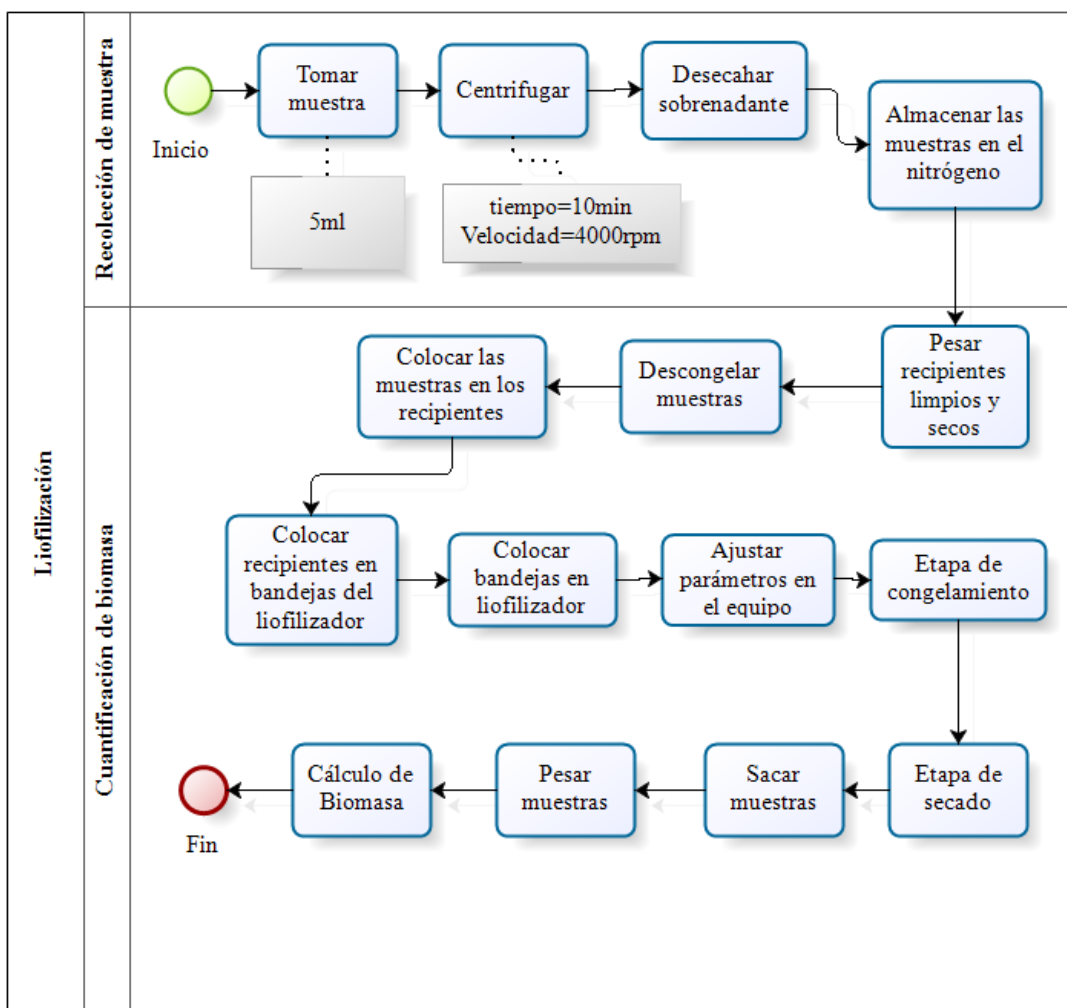 Liofilización
Recolección de muestra
Inicio
Tomar
muestra
5ml
Centrifugar
tiempo=10min
Velocidad=4000rpm
Desecahar
sobrenadante
Almacenar las
muestras en el
nitrógeno
Cuantificación de biomasa
Pesar
recipientes
limpios y
secos
Descongelar
muestras
Colocar las
muestras en los
recipientes
Colocar
recipientes en
bandejas del
liofilizador
Colocar
bandejas en
liofilizador
Ajustar
parámetros en
el equipo
Etapa de
congelamiento
Etapa de
secado
Sacar
muestras
Pesar
muestras
Cálculo de
Biomasa
Fin